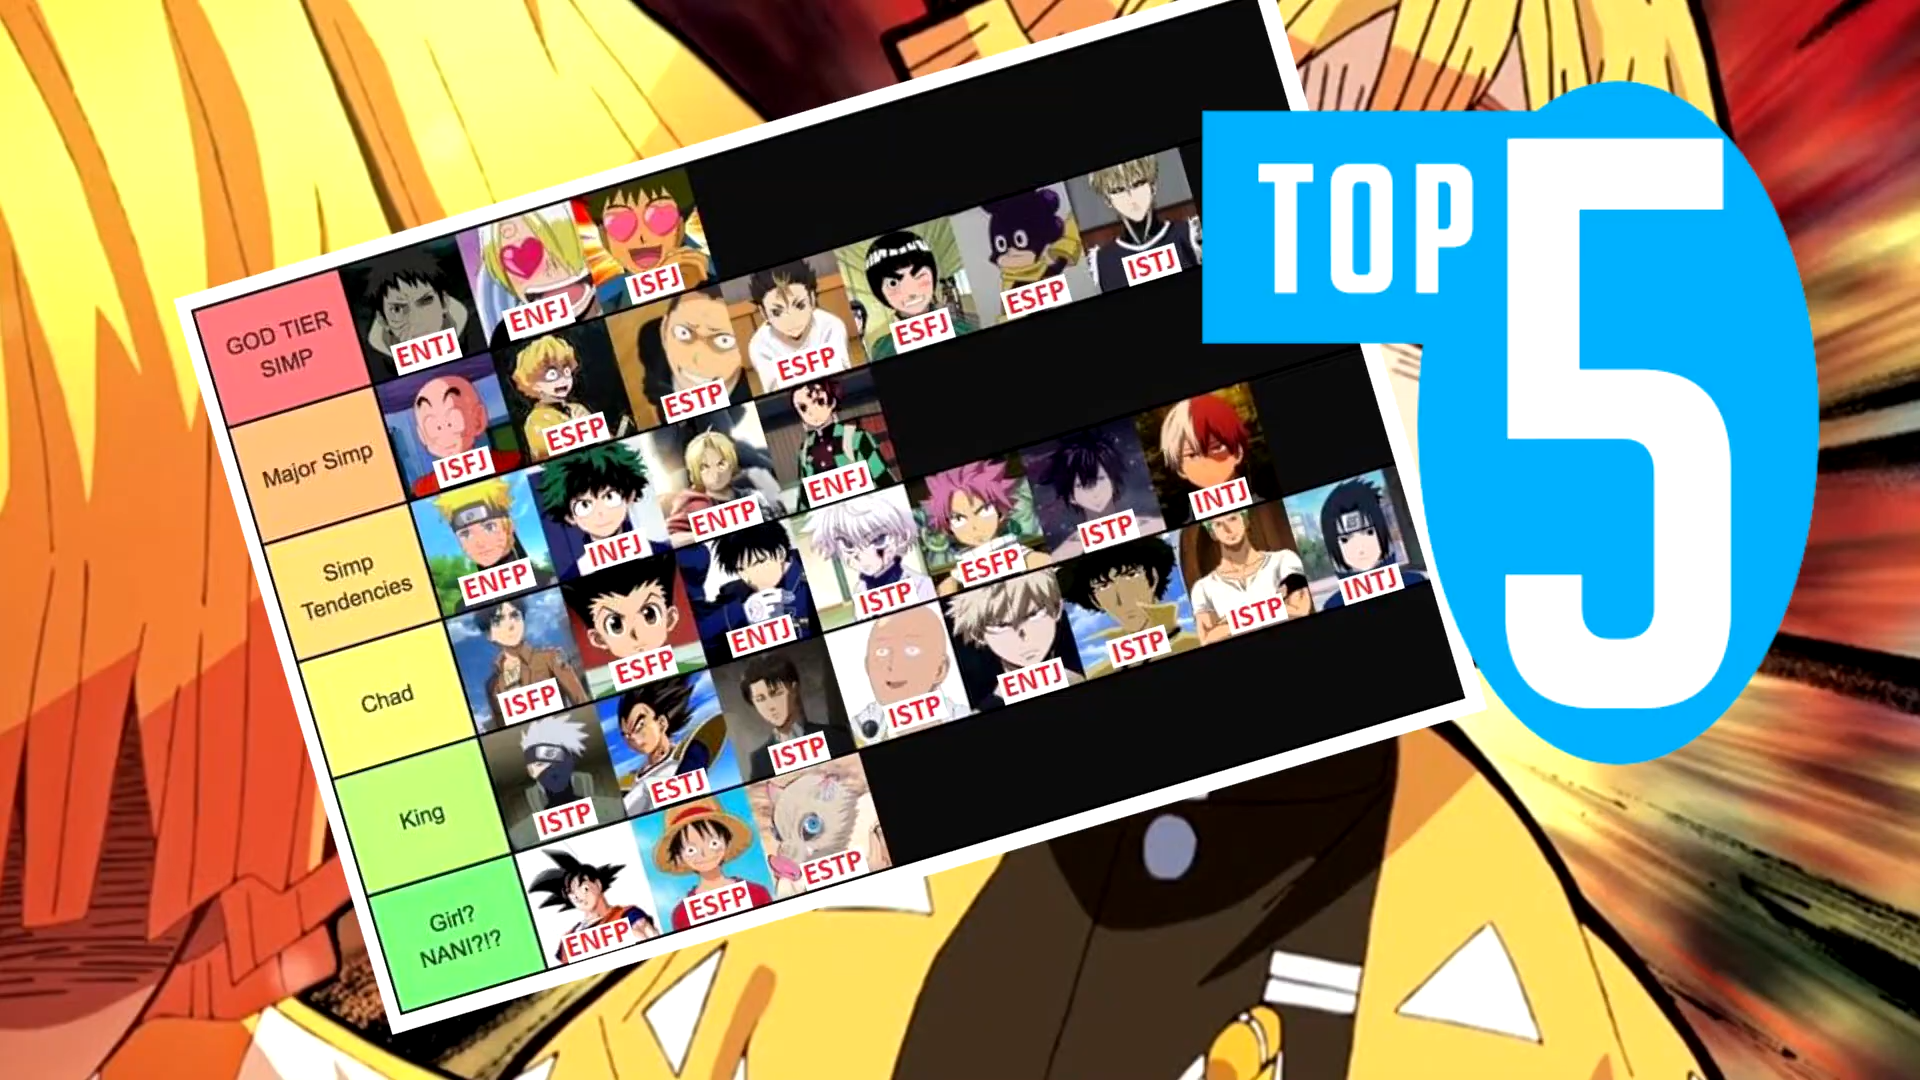 TOP 5
GOD TIER
SIMP
ENTJ
ENFJ
ISFJ
Major Simp
ISFJ
ESFP
ESTP
ESFP
ESFJ
ESFP
ISTJ
Simp
Tendencies
ENFP
INFJ
ENTP
ENFJ
Chad
ISFP
ESFP
ENTJ
ISTP
ESFP
ISTP
INTJ
King
ISTP
ESTJ
ISTP
ISTP
ENTJ
ISTP
ISTP
INTJ
Girl?
NANI?!?
ENFP
ESFP
ESTP